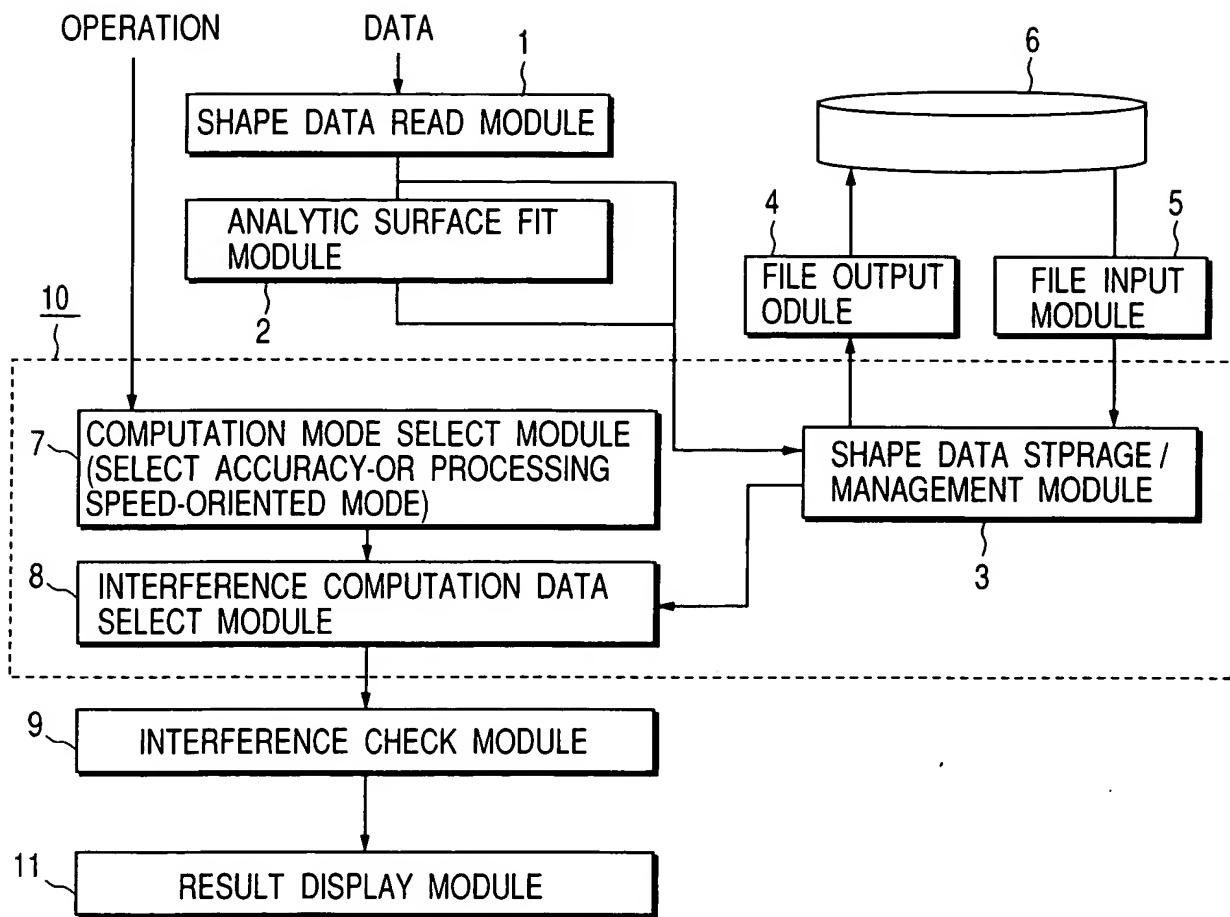 OPERATION
DATA
1
6
SHAPE DATA READ MODULE
4
5
ANALYTIC SURFACE FIT
MODULE
FILE OUTPUT
ODULE
FILE INPUT
MODULE
10
2
7
COMPUTATION MODE SELECT MODULE
(SELECT ACCURACY-OR PROCESSING
SPEED-ORIENTED MODE)
SHAPE DATA STPRAGE /
MANAGEMENT MODULE
3
8
INTERFERENCE COMPUTATION DATA
SELECT MODULE
9
INTERFERENCE CHECK MODULE
11
RESULT DISPLAY MODULE